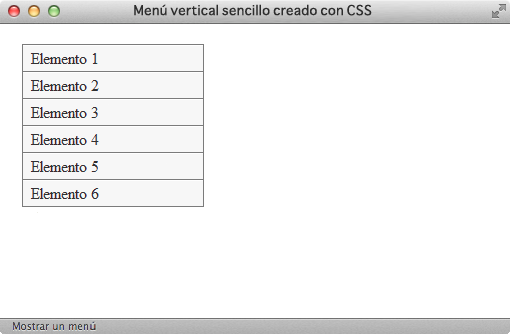 Menú vertical sencillo creado con CSS
Elemento 1
Elemento 2
Elemento 3
Elemento 4
Elemento 5
Elemento 6
Mostrar un menú